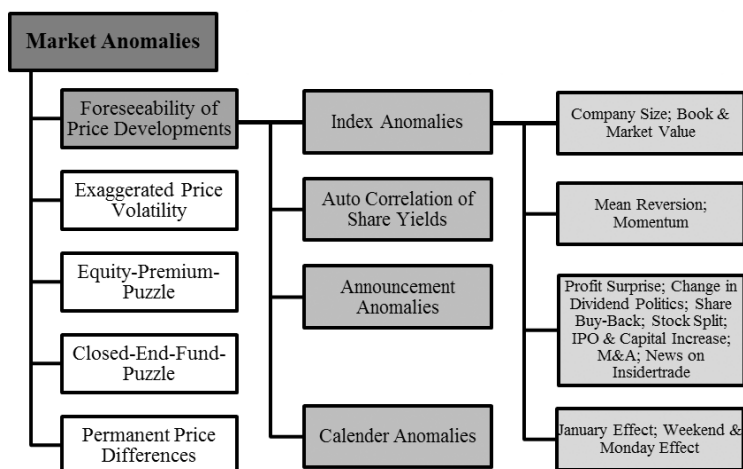 Market Anomalies
Foreseeability of
Price Developments
Exaggerated Price
Volatility
Equity-Premium-
Puzzle
Closed-End-Fund-
Puzzle
Permanent Price
Differences
Index Anomalies
Auto Correlation of
Share Yields
Announcement
Anomalies
Calender Anomalies
Company Size; Book &
Market Value
Mean Reversion;
Momentum
Profit Surprise; Change in
Dividend Politics; Share
Buy-Back; Stock Split;
IPO & Capital Increase;
M&A; News on
Insidertrade
January Effect; Weekend &
Monday Effect